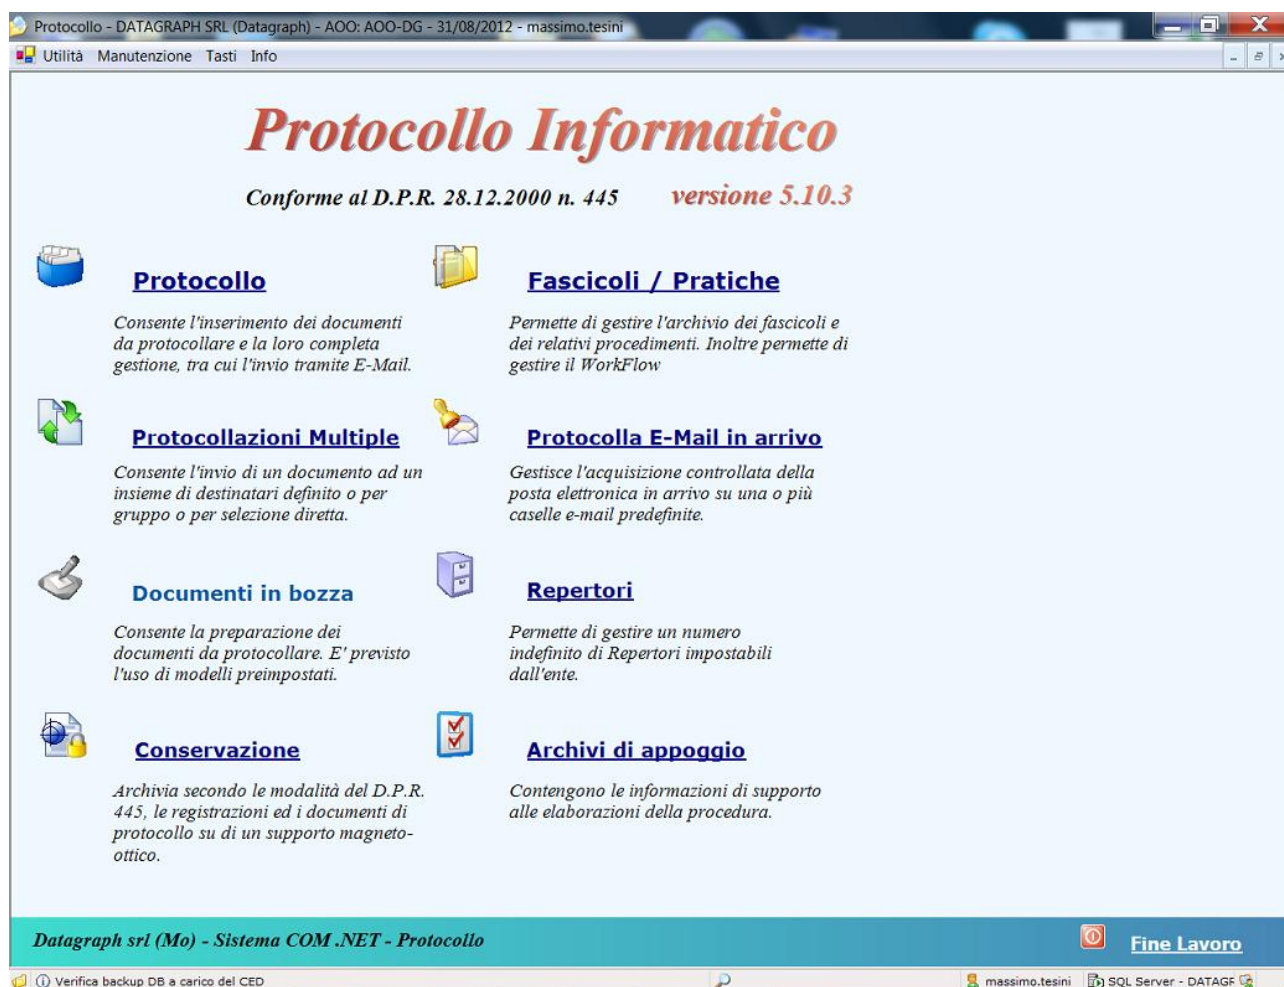 Protocollo - DATAGRAPH SRL (Datagraph) - AOO: AOO-DG - 31/08/2012 - massimo.tesini
Utilità Manutenzione Tasti Info
Protocollo Informatico
Conforme al D.P.R. 28.12.2000 n. 445 versione 5.10.3
Protocollo
Consente l'inserimento dei documenti
da protocollare e la loro completa
gestione, tra cui l'invio tramite E-Mail.
Fascicoli / Pratiche
Permette di gestire l'archivio dei fascicoli e
dei relativi procedimenti. Inoltre permette di
gestire il WorkFlow
Protocollazioni Multiple
Consente l'invio di un documento ad un
insieme di destinatari definito o per
gruppo o per selezione diretta.
Protocolla E-Mail in arrivo
Gestisce l'acquisizione controllata della
posta elettronica in arrivo su una o più
caselle e-mail predefinite.
Documenti in bozza
Consente la preparazione dei
documenti da protocollare. E' previsto
l'uso di modelli preimpostati.
Repertori
Permette di gestire un numero
indefinito di Repertori impostabili
dall'ente.
Conservazione
Archivia secondo le modalità del D.P.R.
445, le registrazioni ed i documenti di
protocollo su di un supporto magneto-
ottico.
Archivi di appoggio
Contengono le informazioni di supporto
alle elaborazioni della procedura.
Datagraph srl (Mo) - Sistema COM .NET - Protocollo
Fine Lavoro
Verifica backup DB a carico del CED
massimo.tesini
SQL Server - DATAGR